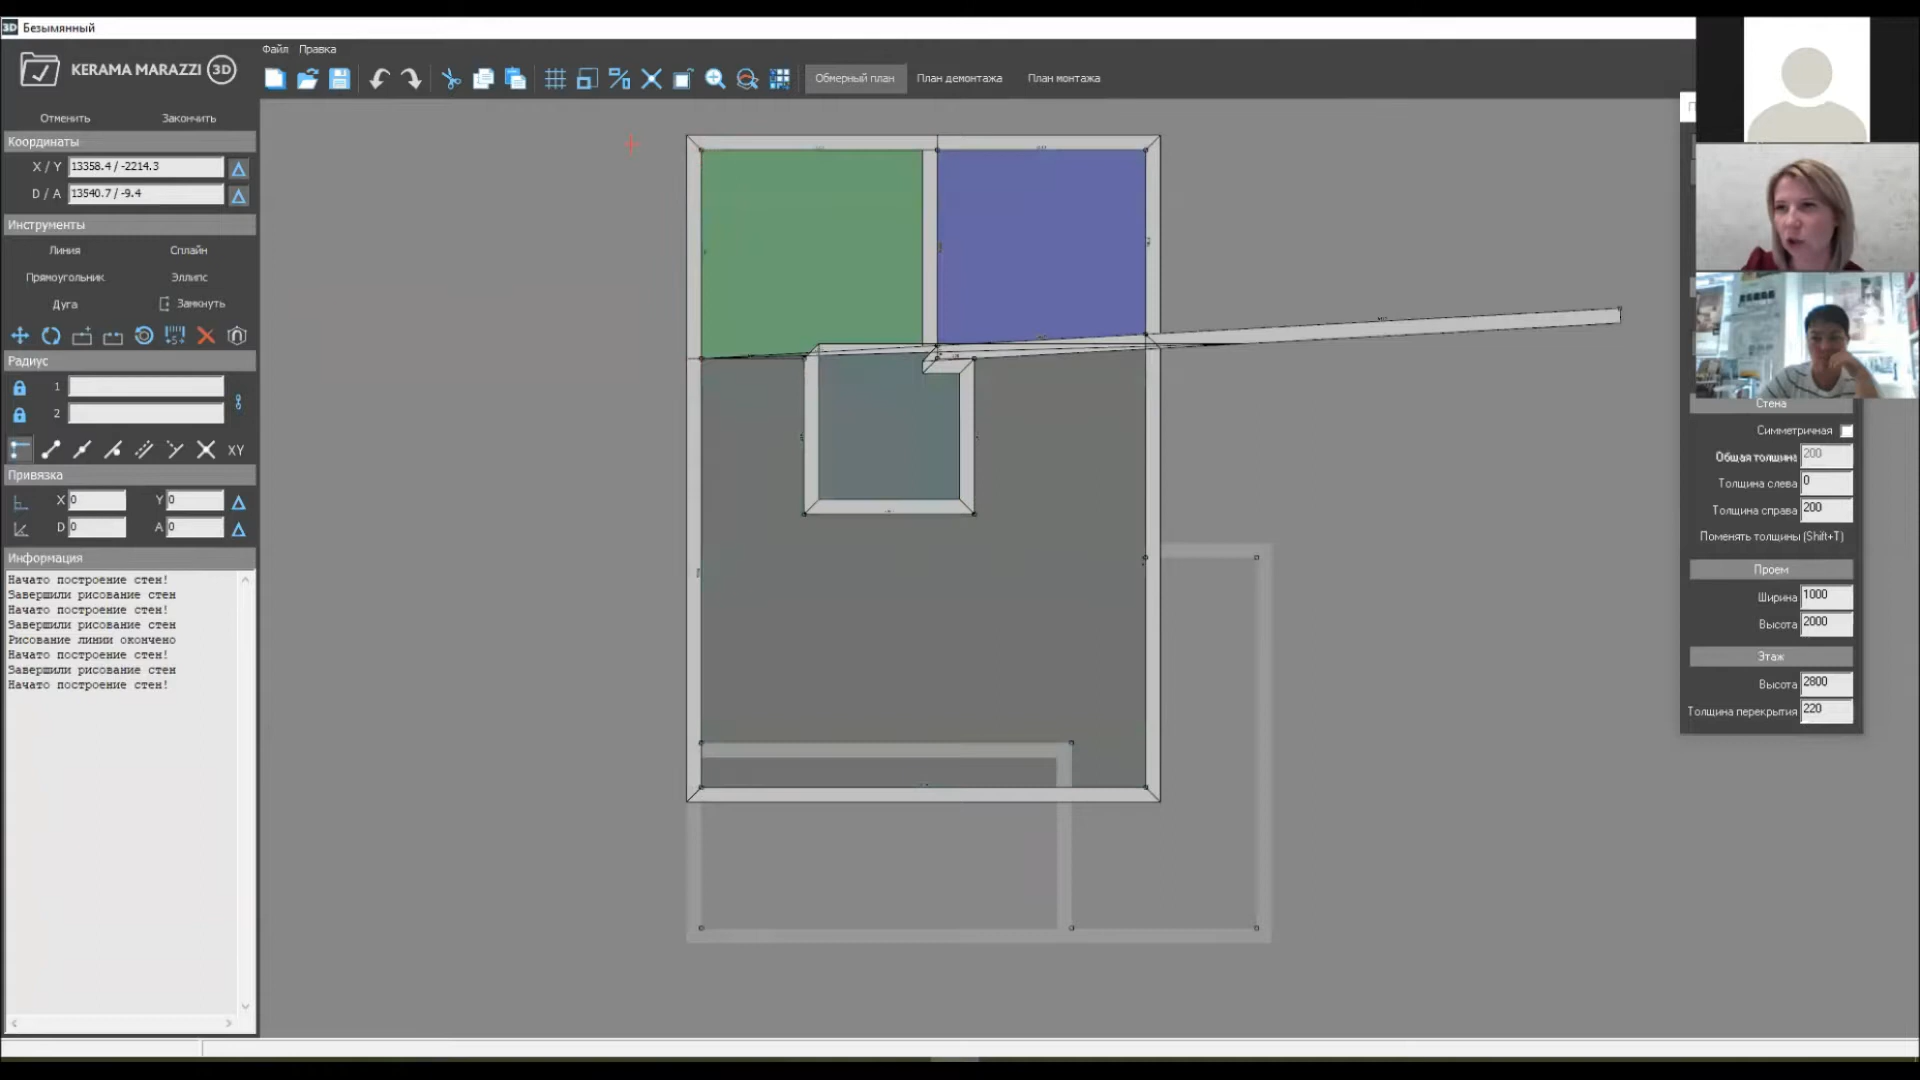 Безымянный
Файл Правка
KERAMA MARAZZI 3D
Обмерный план План демонтажа План монтажа
Отменить Закончить
Координаты
X / Y 13358.4 / -2214.3
D / A 13540.7 / -9.4
Инструменты
Линия Сплайн
Прямоугольник Эллипс
Дуга Замкнуть
Радиус
1
2
XY
Привязка
X 0 Y 0
D 0 A 0
Информация
Начато построение стен!
Завершили рисование стен
Начато построение стен!
Завершили рисование стен
Рисование линии окончено
Начато построение стен!
Завершили рисование стен
Начато построение стен!
Стена
Симметричная
Общая толщина 200
Толщина слева 0
Толщина справа 200
Поменять толщины (Shift+T)
Проем
Ширина 1000
Высота 2000
Этаж
Высота 2800
Толщина перекрытия 220